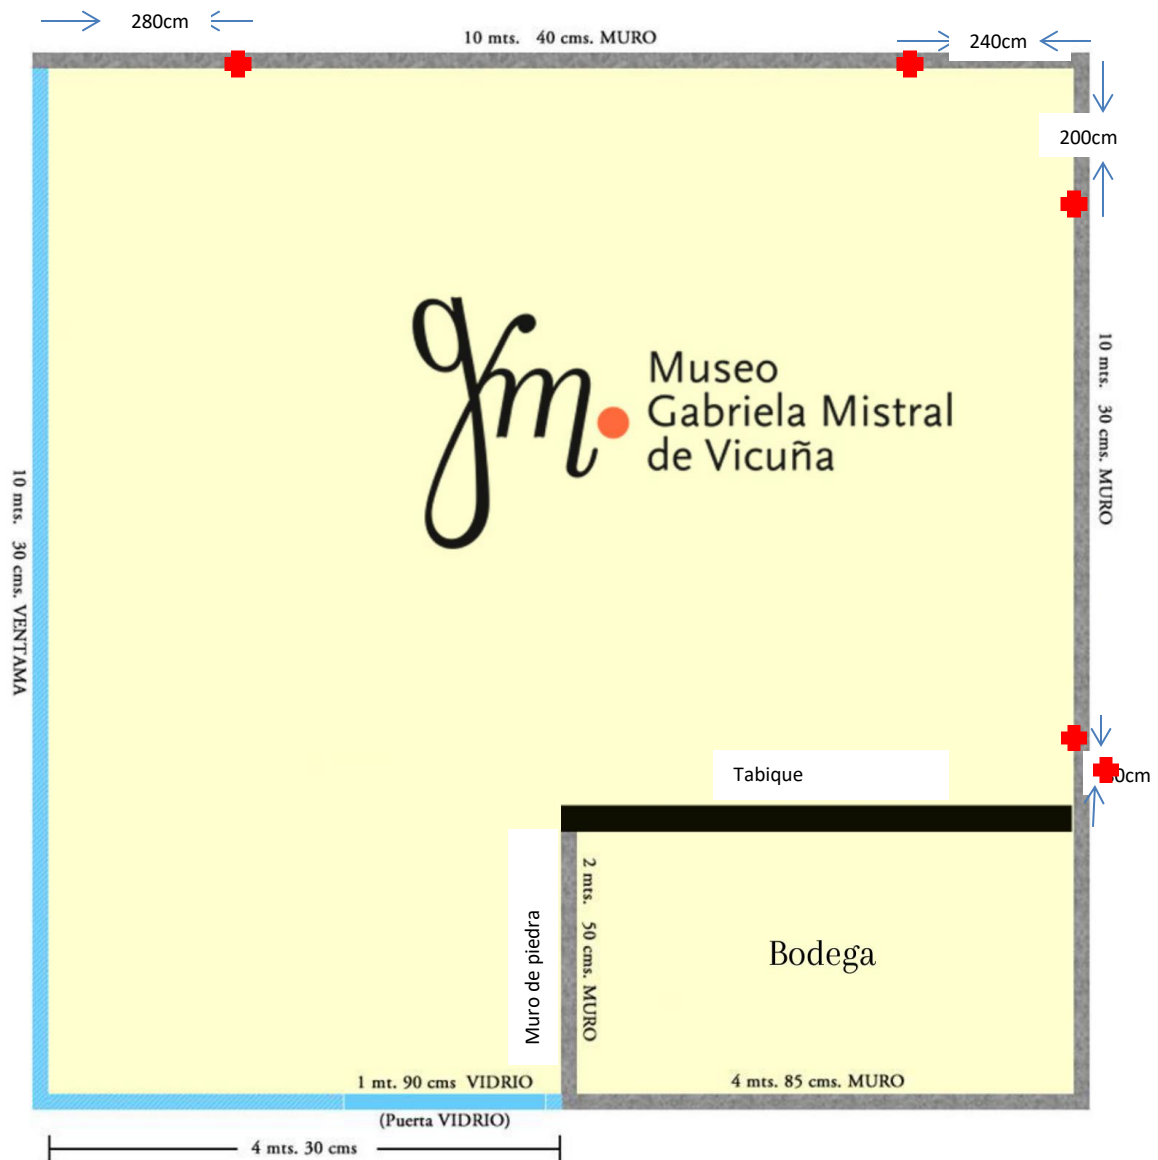 280cm
10 mts. 40 cms. MURO
240cm
200cm
gm.
Museo
Gabriela Mistral
de Vicuña
10 mts. 30 cms. MURO
10 mts. 30 cms. VENTAMA
Tabique
0cm
Muro de piedra
2 mts. 50 cms. MURO
Bodega
1 mt. 90 cms VIDRIO
4 mts. 85 cms. MURO
(Puerta VIDRIO)
4 mts. 30 cms